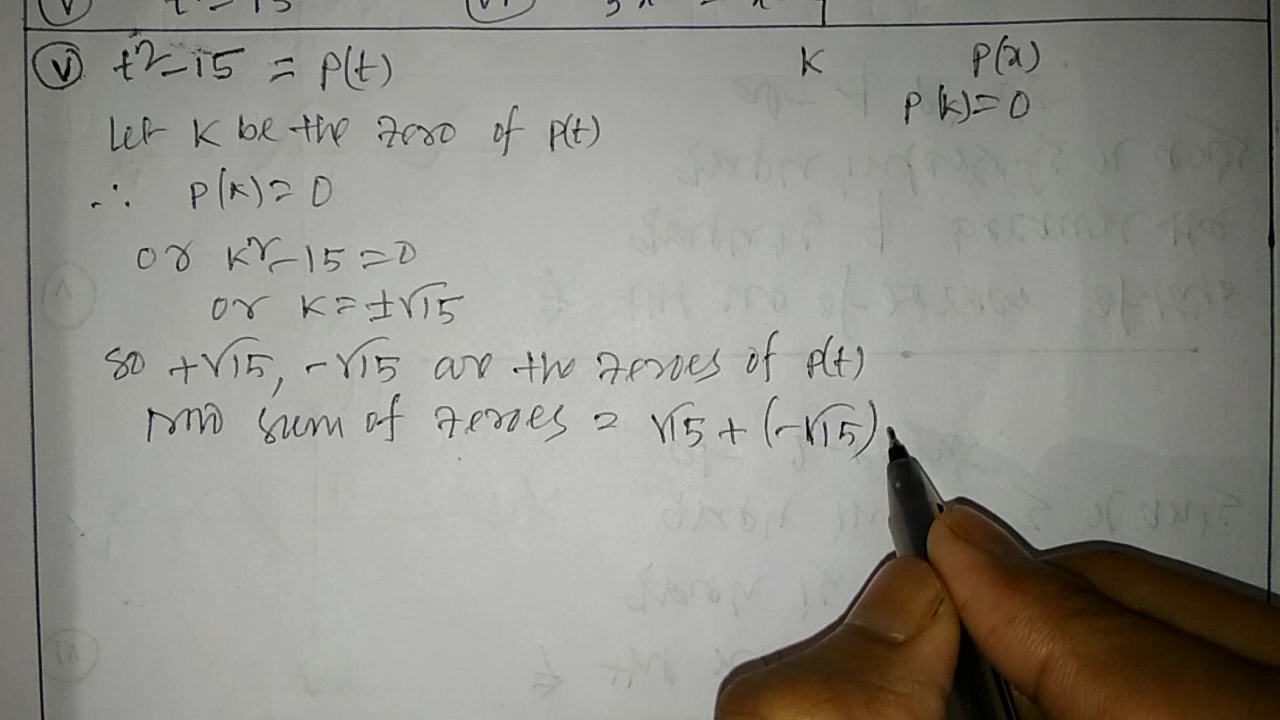 (v) t²-15 = p(t)
K p(x)
p(k)=0
Let K be the zero of p(t)
∴ p(k)=0
or k²-15=0
or k=±√15
so +√15, -√15 are the zeroes of p(t)
sum of zeroes = √15+(-√15)